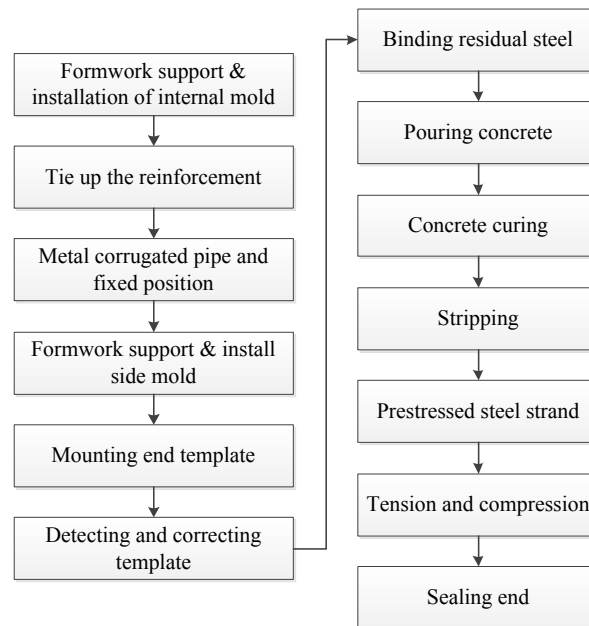 Formwork support &
installation of internal mold
Tie up the reinforcement
Metal corrugated pipe and
fixed position
Formwork support & install
side mold
Mounting end template
Detecting and correcting
template
Binding residual steel
Pouring concrete
Concrete curing
Stripping
Prestressed steel strand
Tension and compression
Sealing end